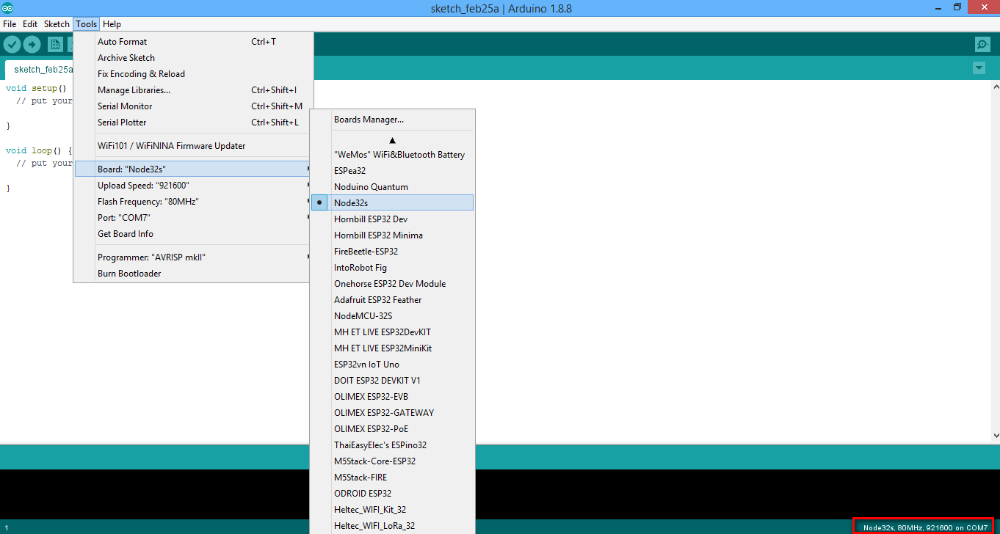 sketch_feb25a | Arduino 1.8.8
File Edit Sketch Tools Help
sketch_feb25a
void setup()
// put your
}
void loop() {
// put your
}
Auto Format Ctrl+T
Archive Sketch
Fix Encoding & Reload
Manage Libraries... Ctrl+Shift+I
Serial Monitor Ctrl+Shift+M
Serial Plotter Ctrl+Shift+L
WiFi101 / WiFiNINA Firmware Updater
Board: "Node32s"
Upload Speed: "921600"
Flash Frequency: "80MHz"
Port: "COM7"
Get Board Info
Programmer: "AVRISP mkII"
Burn Bootloader
Boards Manager...
"WeMos" WiFi&Bluetooth Battery
ESPea32
Noduino Quantum
Node32s
Hornbill ESP32 Dev
Hornbill ESP32 Minima
FireBeetle-ESP32
IntoRobot Fig
Onehorse ESP32 Dev Module
Adafruit ESP32 Feather
NodeMCU-32S
MH ET LIVE ESP32DevKIT
MH ET LIVE ESP32MiniKit
ESP32vn IoT Uno
DOIT ESP32 DEVKIT V1
OLIMEX ESP32-EVB
OLIMEX ESP32-GATEWAY
OLIMEX ESP32-PoE
ThaiEasyElec's ESPino32
M5Stack-Core-ESP32
M5Stack-FIRE
ODROID ESP32
Heltec_WIFI_Kit_32
Heltec_WIFI_LoRa_32
1
Node32s, 80MHz, 921600 on COM7